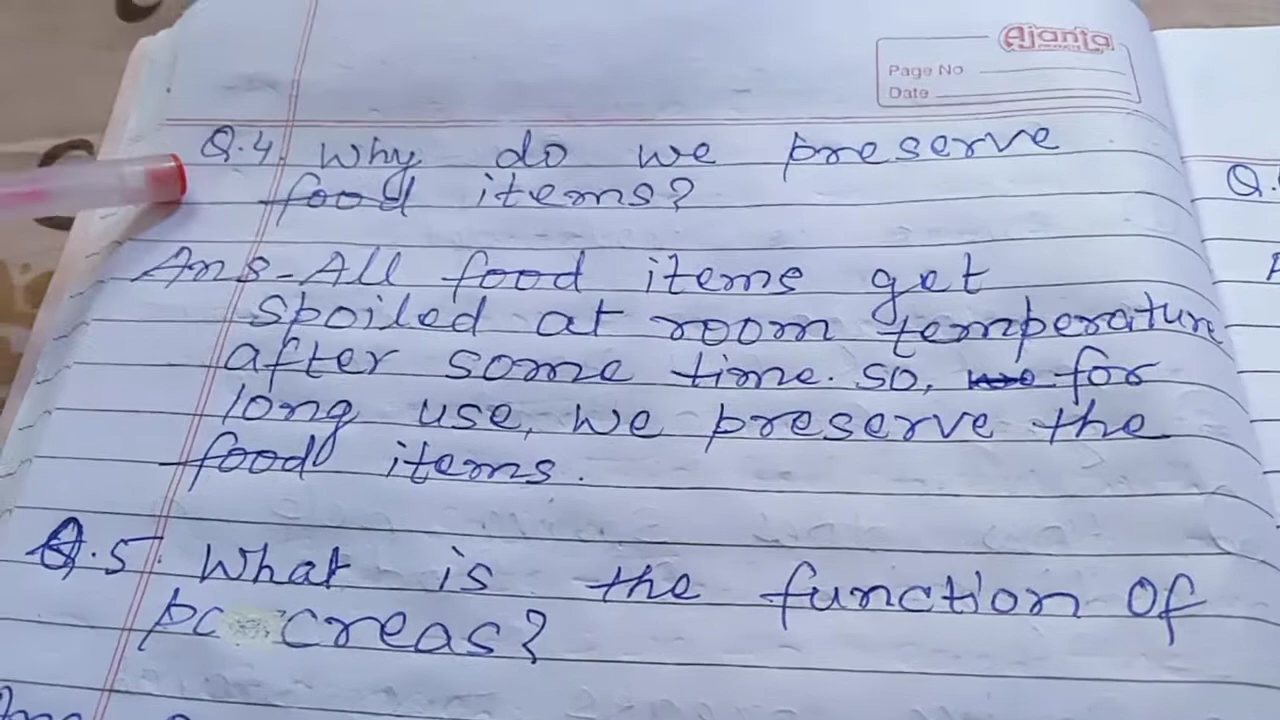 Ajanta
Page No
Date
Q.4. Why do we preserve
food items?
Ans-All food items get
spoiled at room temperature
after some time. So, for
long use, we preserve the
food items.
Q.5. What is the function of
creas?
Q.